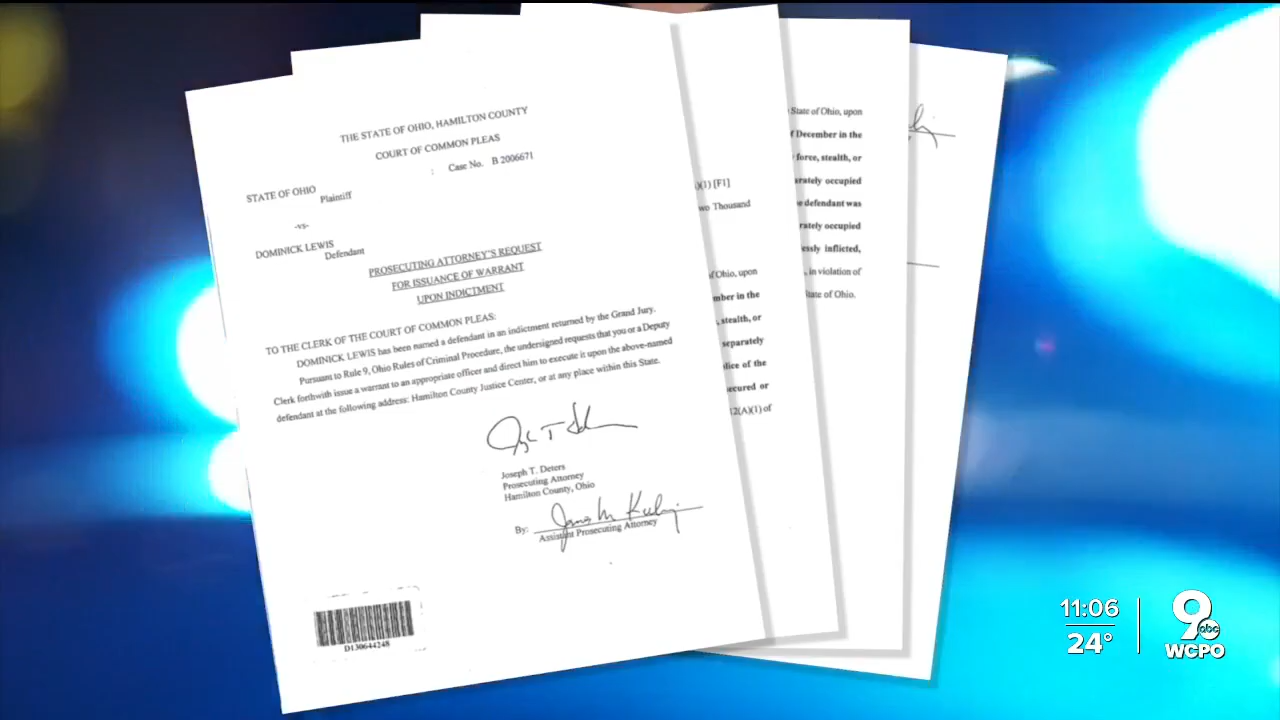 THE STATE OF OHIO, HAMILTON COUNTY
COURT OF COMMON PLEAS
: Case No. B 2006671
STATE OF OHIO
Plaintiff
-vs-
DOMINICK LEWIS
Defendant
PROSECUTING ATTORNEY'S REQUEST
FOR ISSUANCE OF WARRANT
UPON INDICTMENT
TO THE CLERK OF THE COURT OF COMMON PLEAS:
DOMINICK LEWIS has been named a defendant in an indictment returned by the Grand Jury.
Pursuant to Rule 9, Ohio Rules of Criminal Procedure, the undersigned requests that you or a Deputy
Clerk forthwith issue a warrant to an appropriate officer and direct him to execute it upon the above-named
defendant at the following address: Hamilton County Justice Center, or at any place within this State.
Joseph T. Deters
Prosecuting Attorney
Hamilton County, Ohio
By:
Assistant Prosecuting Attorney
D130644248
)(1) [F1]
wo Thousand
of Ohio, upon
mber in the
, stealth, or
separately
lice of the
ecured or
12(A)(1) of
State of Ohio, upon
f December in the
force, stealth, or
arately occupied
e defendant was
rately occupied
essly inflicted,
, in violation of
State of Ohio.
11:06
24°
9
abc
WCPO